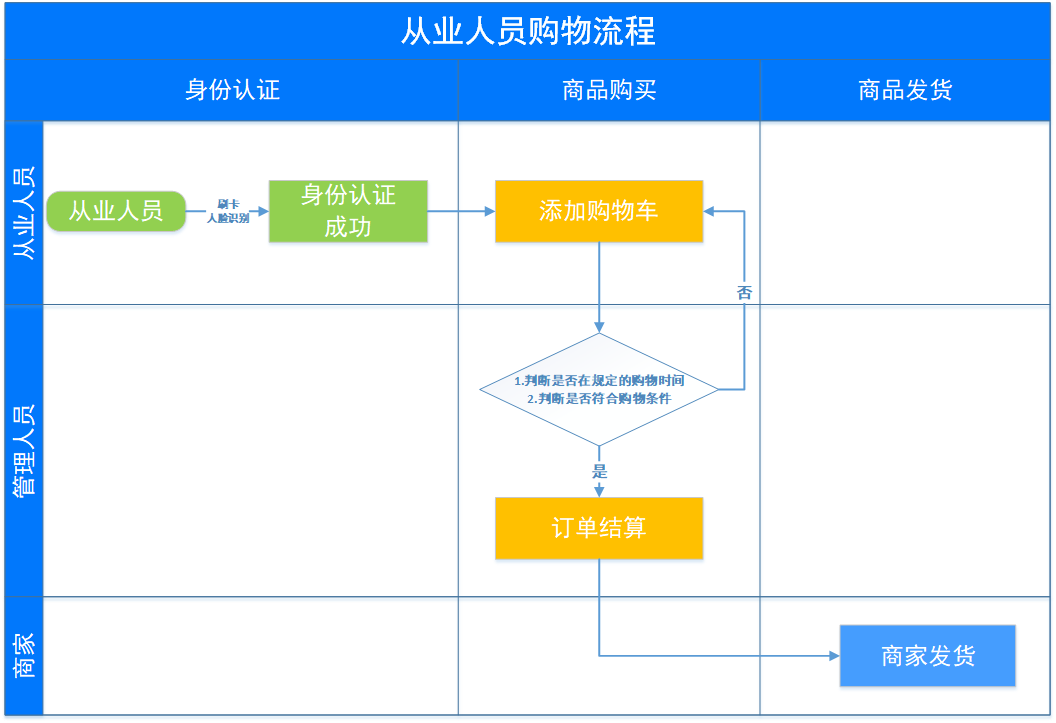 从业人员购物流程
身份认证
商品购买
商品发货
从业人员
从业人员
刷卡
人脸识别
身份认证
成功
添加购物车
否
管理人员
1.判断是否在规定的购物时间
2.判断是否符合购物条件
是
订单结算
商家
商家发货